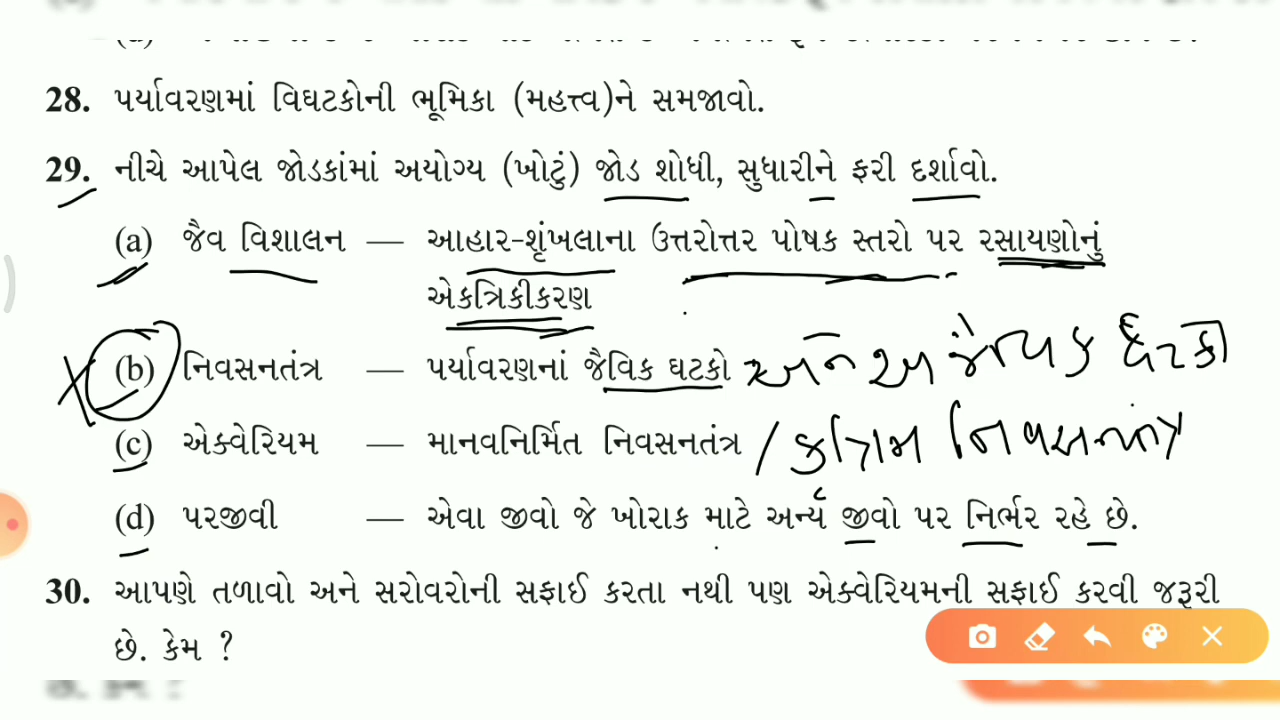 28. પર્યાવરણમાં વિઘટકોની ભૂમિકા (મહત્ત્વ)ને સમજાવો.
29. નીચે આપેલ જોડકાંમાં અયોગ્ય (ખોટું) જોડ શોધી, સુધારીને ફરી દર્શાવો.
(a) જૈવ વિશાલન — આહાર-શૃંખલાના ઉત્તરોત્તર પોષક સ્તરો પર રસાયણોનું
એકત્રિકીકરણ
(b) નિવસનતંત્ર — પર્યાવરણનાં જૈવિક ઘટકો અને અજૈવિક ઘટકો
(c) એક્વેરિયમ — માનવનિર્મિત નિવસનતંત્ર / કૃત્રિમ નિવસનતંત્ર
(d) પરજીવી — એવા જીવો જે ખોરાક માટે અન્ય જીવો પર નિર્ભર રહે છે.
30. આપણે તળાવો અને સરોવરોની સફાઈ કરતા નથી પણ એક્વેરિયમની સફાઈ કરવી જરૂરી
છે. કેમ ?